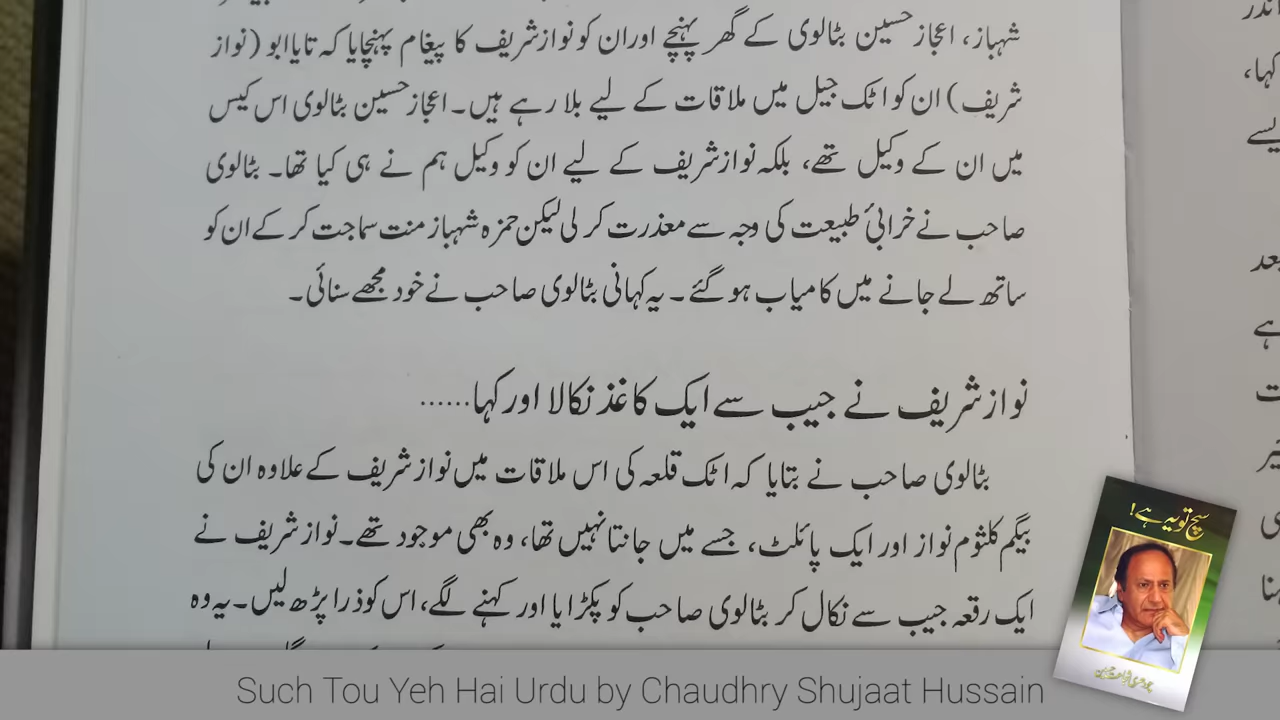 شہباز، اعجاز حسین بٹالوی کے گھر پہنچے اور ان کو نواز شریف کا پیغام پہنچایا کہ تایا ابو (نواز
شریف) ان کو اٹک جیل میں ملاقات کے لیے بلا رہے ہیں۔ اعجاز حسین بٹالوی اس کیس
میں ان کے وکیل تھے، بلکہ نواز شریف کے لیے ان کو وکیل ہم نے ہی کیا تھا۔ بٹالوی
صاحب نے خرابیٔ طبیعت کی وجہ سے معذرت کر لی لیکن حمزہ شہباز منت سماجت کر کے ان کو
ساتھ لے جانے میں کامیاب ہو گئے۔ یہ کہانی بٹالوی صاحب نے خود مجھے سنائی۔
نواز شریف نے جیب سے ایک کاغذ نکالا اور کہا......
بٹالوی صاحب نے بتایا کہ اٹک قلعہ کی اس ملاقات میں نواز شریف کے علاوہ ان کی
بیگم کلثوم نواز اور ایک پائلٹ، جسے میں جانتا نہیں تھا، وہ بھی موجود تھے۔ نواز شریف نے
ایک رقعہ جیب سے نکال کر بٹالوی صاحب کو پکڑایا اور کہنے لگے، اس کو ذرا پڑھ لیں۔ یہ وہ
کہا،
ایسے
بعد
ہے
سچ تو یہ ہے!
چودھری شجاعت حسین
Such Tou Yeh Hai Urdu by Chaudhry Shujaat Hussain